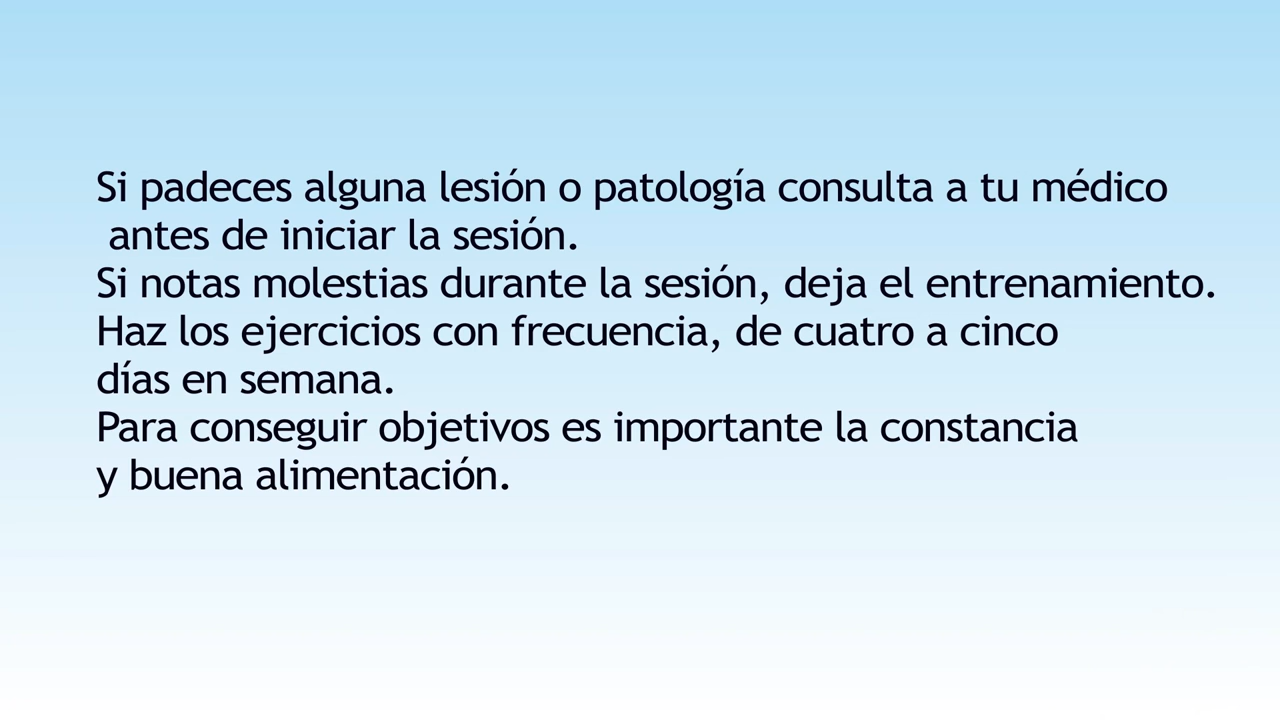 Si padeces alguna lesión o patología consulta a tu médico
antes de iniciar la sesión.
Si notas molestias durante la sesión, deja el entrenamiento.
Haz los ejercicios con frecuencia, de cuatro a cinco
días en semana.
Para conseguir objetivos es importante la constancia
y buena alimentación.